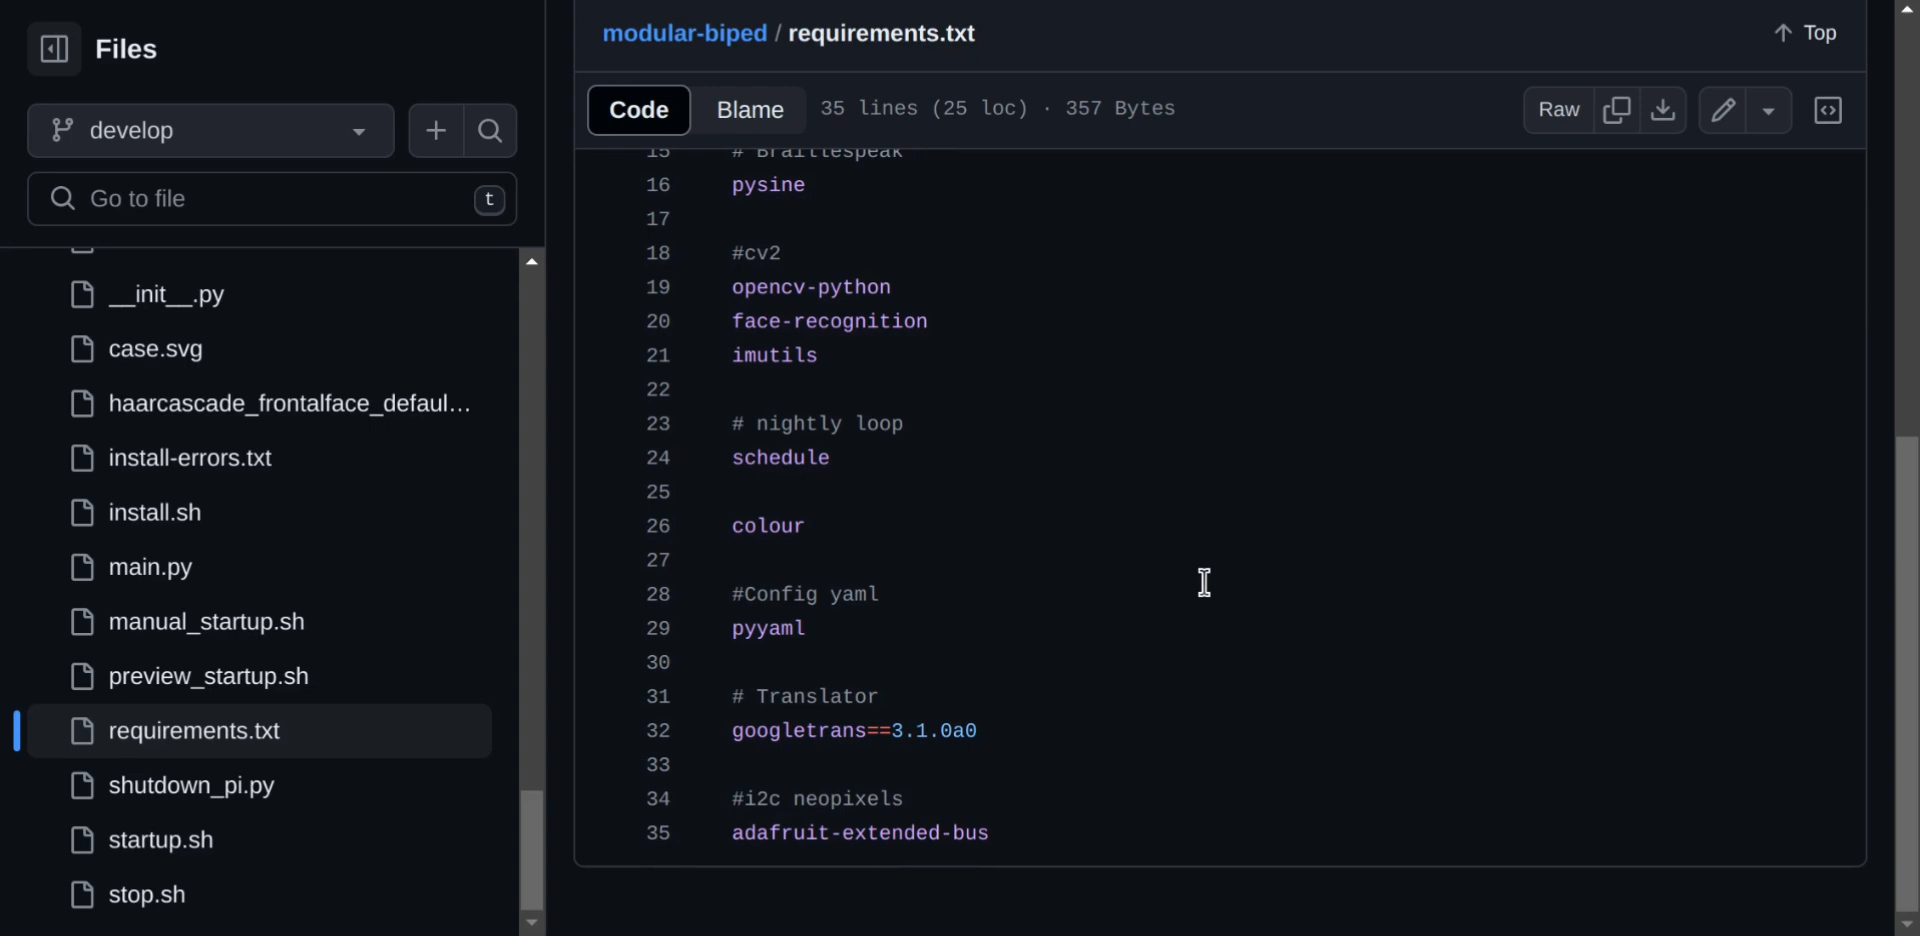 Files
develop
Go to file
t
__init__.py
case.svg
haarcascade_frontalface_defaul...
install-errors.txt
install.sh
main.py
manual_startup.sh
preview_startup.sh
requirements.txt
shutdown_pi.py
startup.sh
stop.sh
modular-biped / requirements.txt
Top
Code Blame 35 lines (25 loc) · 357 Bytes
Raw
15 # Braillespeak
16 pysine
17
18 #cv2
19 opencv-python
20 face-recognition
21 imutils
22
23 # nightly loop
24 schedule
25
26 colour
27
28 #Config yaml
29 pyyaml
30
31 # Translator
32 googletrans==3.1.0a0
33
34 #i2c neopixels
35 adafruit-extended-bus